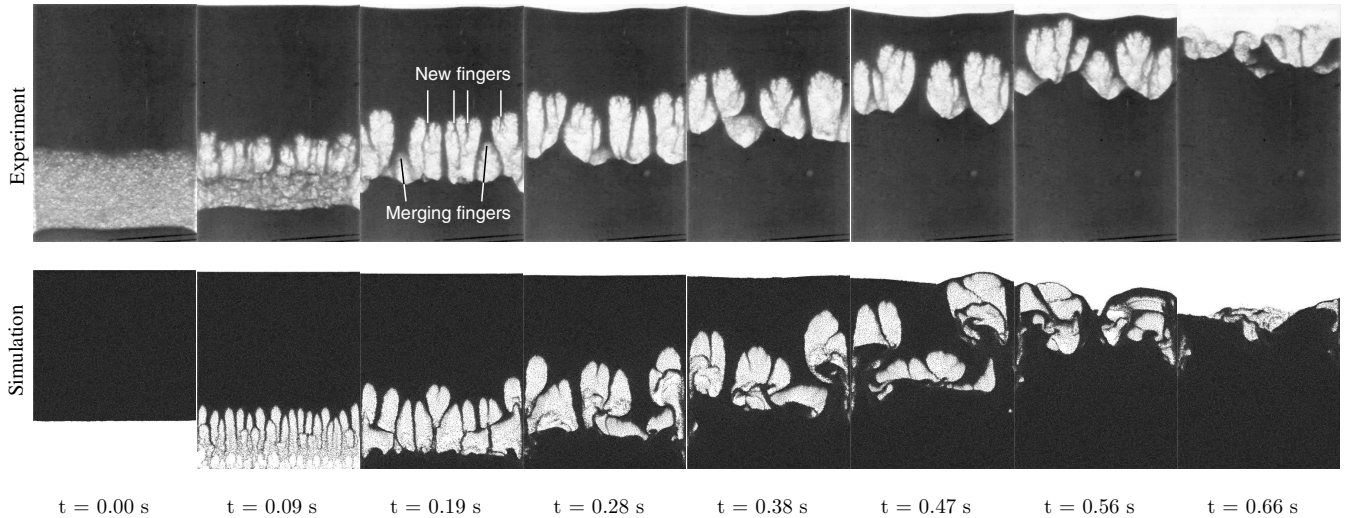 Experiment
New fingers
Merging fingers
Simulation
t = 0.00 s
t = 0.09 s
t = 0.19 s
t = 0.28 s
t = 0.38 s
t = 0.47 s
t = 0.56 s
t = 0.66 s